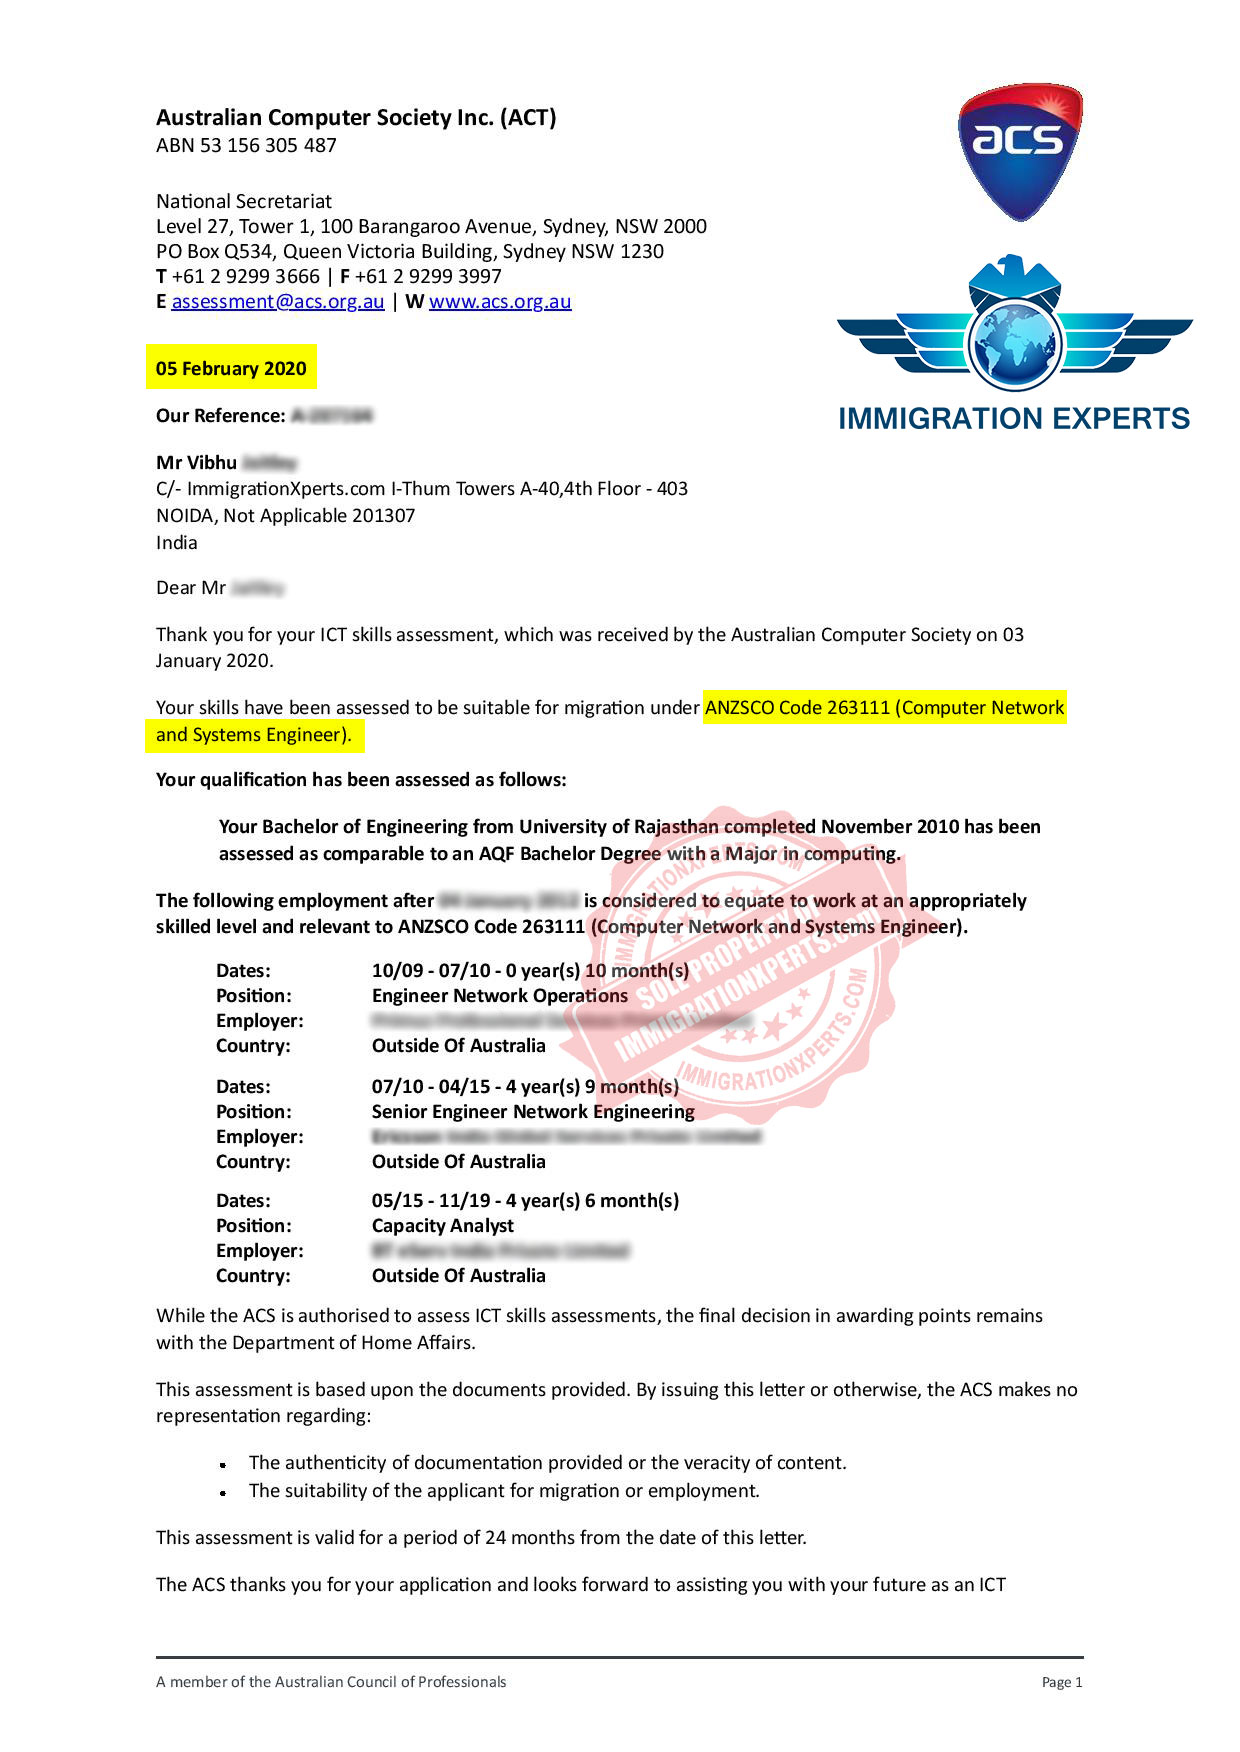 Australian Computer Society Inc. (ACT)
ABN 53 156 305 487
acs
National Secretariat
Level 27, Tower 1, 100 Barangaroo Avenue, Sydney, NSW 2000
PO Box Q534, Queen Victoria Building, Sydney NSW 1230
T +61 2 9299 3666 | F +61 2 9299 3997
E assessment@acs.org.au | W www.acs.org.au
IMMIGRATION EXPERTS
05 February 2020
Our Reference:
Mr Vibhu
C/- ImmigrationXperts.com I-Thum Towers A-40,4th Floor - 403
NOIDA, Not Applicable 201307
India
Dear Mr
Thank you for your ICT skills assessment, which was received by the Australian Computer Society on 03
January 2020.
Your skills have been assessed to be suitable for migration under ANZSCO Code 263111 (Computer Network
and Systems Engineer).
Your qualification has been assessed as follows:
Your Bachelor of Engineering from University of Rajasthan completed November 2010 has been
assessed as comparable to an AQF Bachelor Degree with a Major in computing.
The following employment after is considered to equate to work at an appropriately
skilled level and relevant to ANZSCO Code 263111 (Computer Network and Systems Engineer).
IMMIGRATIONXPERTS.COM
SOLE PROPERTY OF
IMMIGRATIONXPERTS.COM
IMMIGRATIONXPERTS.COM
Dates: 10/09 - 07/10 - 0 year(s) 10 month(s)
Position: Engineer Network Operations
Employer:
Country: Outside Of Australia
Dates: 07/10 - 04/15 - 4 year(s) 9 month(s)
Position: Senior Engineer Network Engineering
Employer:
Country: Outside Of Australia
Dates: 05/15 - 11/19 - 4 year(s) 6 month(s)
Position: Capacity Analyst
Employer:
Country: Outside Of Australia
While the ACS is authorised to assess ICT skills assessments, the final decision in awarding points remains
with the Department of Home Affairs.
This assessment is based upon the documents provided. By issuing this letter or otherwise, the ACS makes no
representation regarding:
• The authenticity of documentation provided or the veracity of content.
• The suitability of the applicant for migration or employment.
This assessment is valid for a period of 24 months from the date of this letter.
The ACS thanks you for your application and looks forward to assisting you with your future as an ICT
A member of the Australian Council of Professionals Page 1